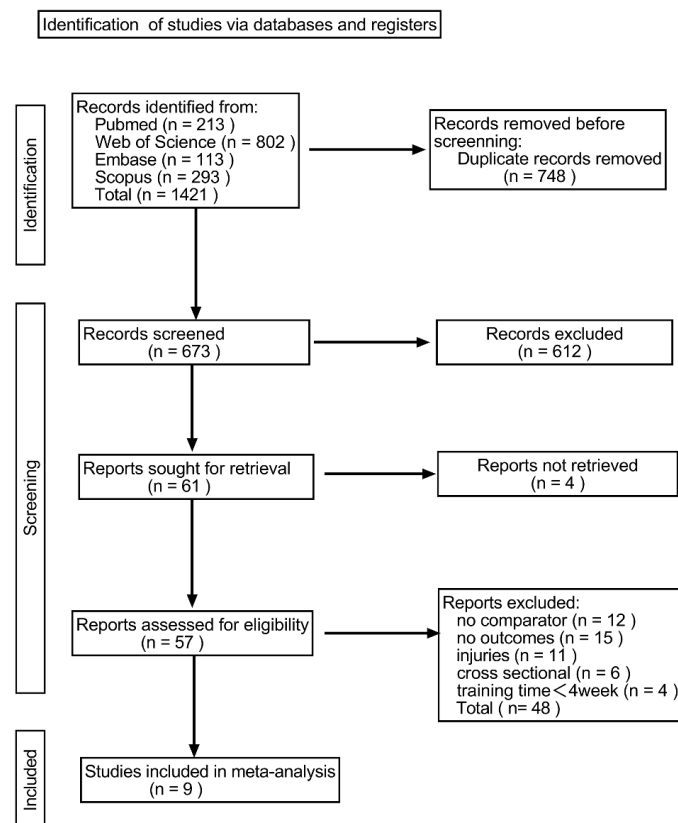 Identification of studies via databases and registers
Identification
Records identified from:
Pubmed (n = 213 )
Web of Science (n = 802 )
Embase (n = 113 )
Scopus (n = 293 )
Total (n = 1421 )
Records removed before
screenning:
Duplicate records removed
(n = 748 )
Screening
Records screened
(n = 673 )
Records excluded
(n = 612 )
Reports sought for retrieval
(n = 61 )
Reports not retrieved
(n = 4 )
Reports assessed for eligibility
(n = 57 )
Reports excluded:
no comparator (n = 12 )
no outcomes (n = 15 )
injuries (n = 11 )
cross sectional (n = 6 )
training time＜4week (n = 4 )
Total ( n= 48 )
Included
Studies included in meta-analysis
(n = 9 )